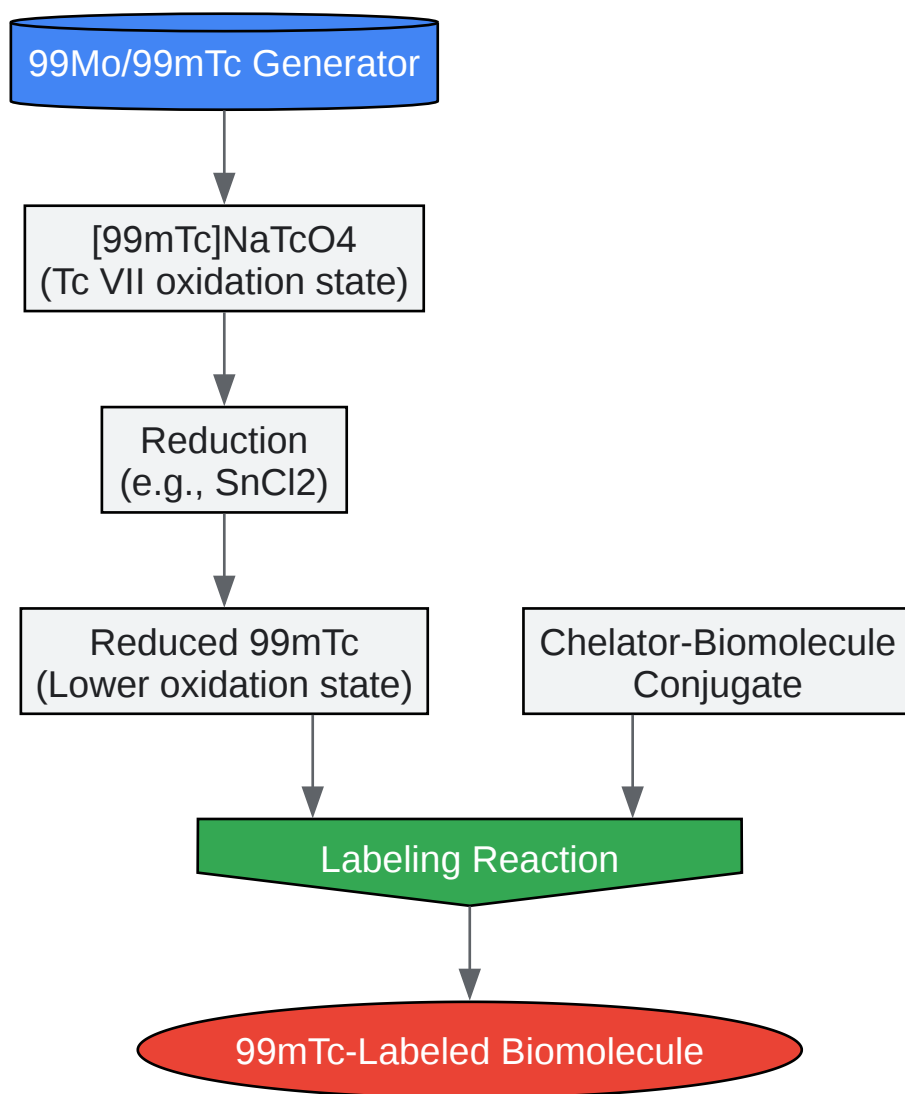 99Mo/99mTc Generator
[99mTc]NaTcO4
(Tc VII oxidation state)
Reduction
(e.g., SnCl2)
Reduced 99mTc
(Lower oxidation state)
Chelator-Biomolecule
Conjugate
Labeling Reaction
99mTc-Labeled Biomolecule